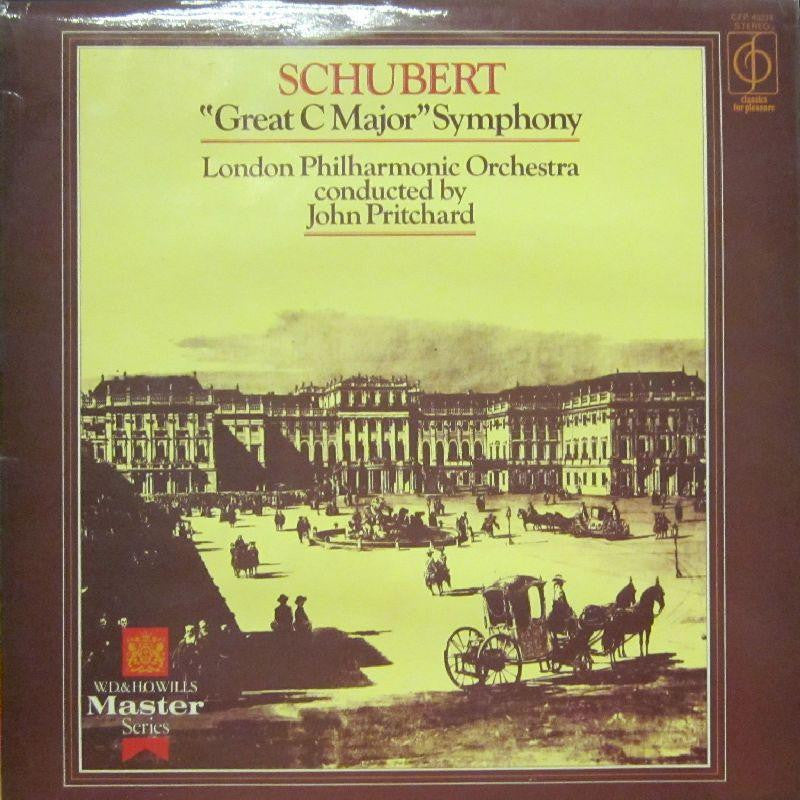 SCHUBERT
"Great C Major" Symphony
London Philharmonic Orchestra
conducted by
John Pritchard
STEREO
classics
for pleasure
W.D.& H.O.WILLS
Master
Series